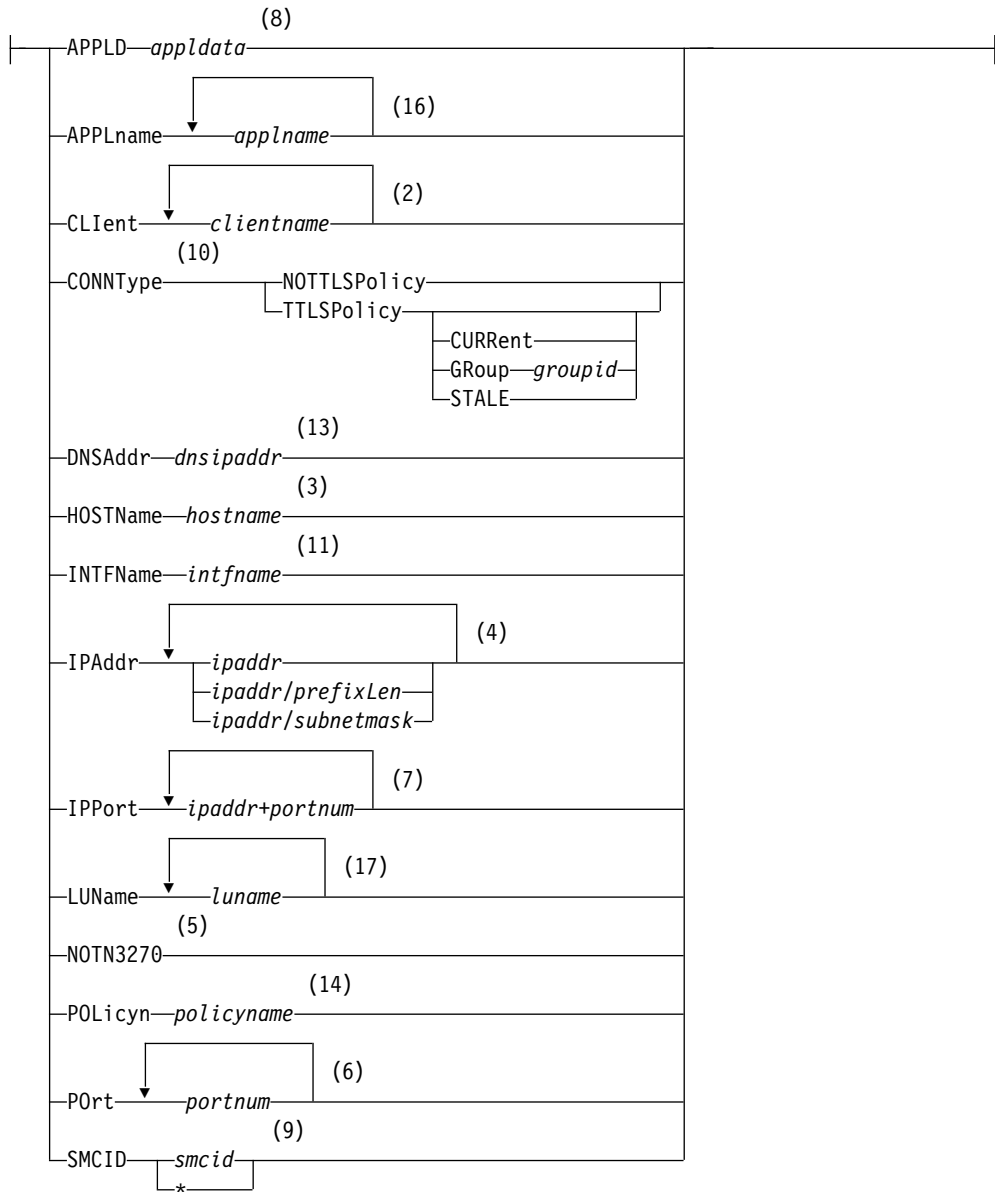 (8)
APPLD appldata
(16)
APPLname applname
(2)
CLIent clientname
(10)
CONNType NOTTLSPolicy
TTLSPolicy
CURRent
GRoup groupid
STALE
(13)
DNSAddr dnsipaddr
(3)
HOSTName hostname
(11)
INTFName intfname
(4)
IPAddr ipaddr
ipaddr/prefixLen
ipaddr/subnetmask
(7)
IPPort ipaddr+portnum
(17)
LUName luname
(5)
NOTN3270
(14)
POLicyn policyname
(6)
POrt portnum
(9)
SMCID smcid
*